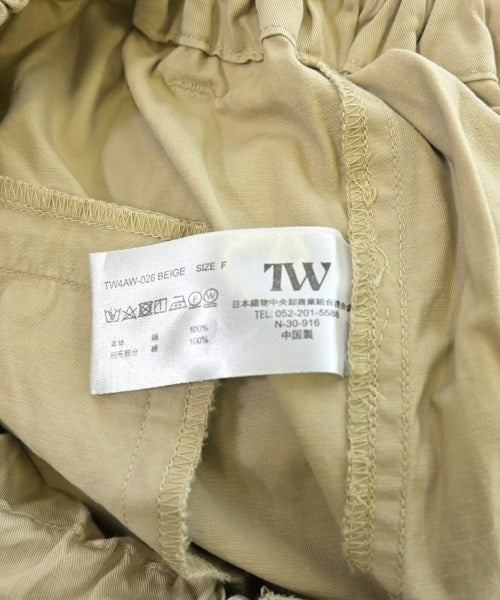 TW4AW-026 BEIGE SIZE F
本体 綿 100%
別布部分 綿 100%
TW
日本織物中央卸商業組合連合会
TEL: 052-201-5586
N-30-916
中国製